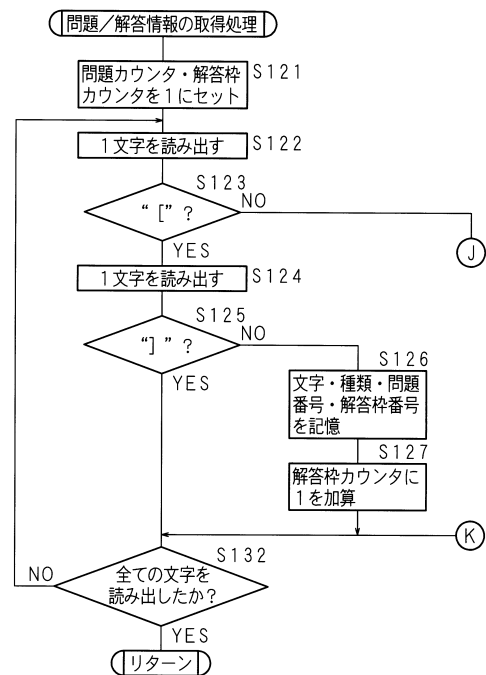 問題／解答情報の取得処理
問題カウンタ・解答枠
カウンタを１にセット
S121
１文字を読み出す
S122
S123
“［”？
NO
J
YES
１文字を読み出す
S124
S125
“］”？
NO
YES
S126
文字・種類・問題
番号・解答枠番号
を記憶
S127
解答枠カウンタに
１を加算
K
S132
NO
全ての文字を
読み出したか？
YES
リターン